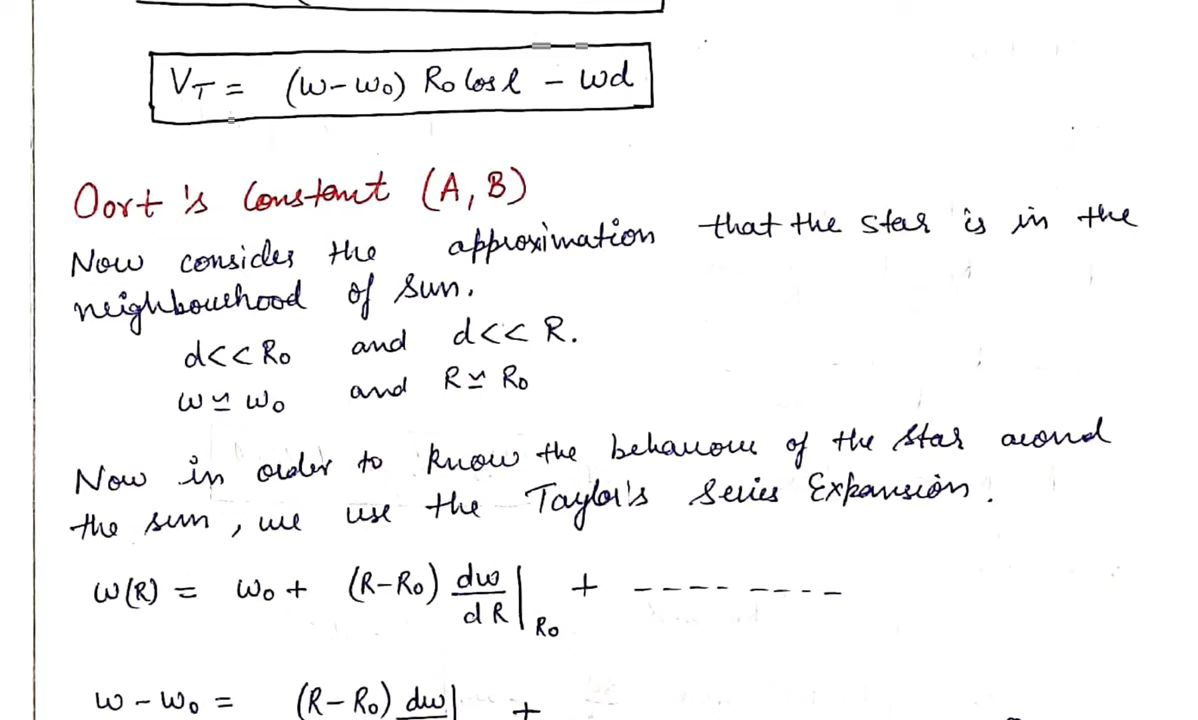 V_T = (ω-ω₀) R₀ Cos l - ωd
Oort's Constant (A, B)
Now consider the approximation that the star is in the
neighbourhood of sun.
d<< R₀ and d<< R.
ω ≃ ω₀ and R ≃ R₀
Now in order to know the behaviour of the star around
the sun, we use the Taylor's Series Expansion.
ω(R) = ω₀ + (R-R₀) dω/dR |R₀ + ---- ----
ω - ω₀ = (R-R₀) dω| +